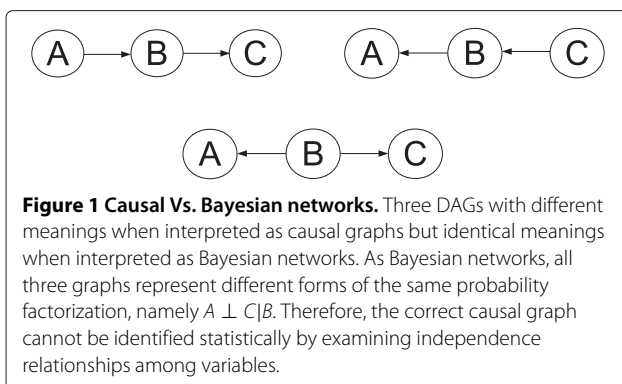 A B C A B C
A B C
Figure 1 Causal Vs. Bayesian networks. Three DAGs with different
meanings when interpreted as causal graphs but identical meanings
when interpreted as Bayesian networks. As Bayesian networks, all
three graphs represent different forms of the same probability
factorization, namely A ⊥ C|B. Therefore, the correct causal graph
cannot be identified statistically by examining independence
relationships among variables.